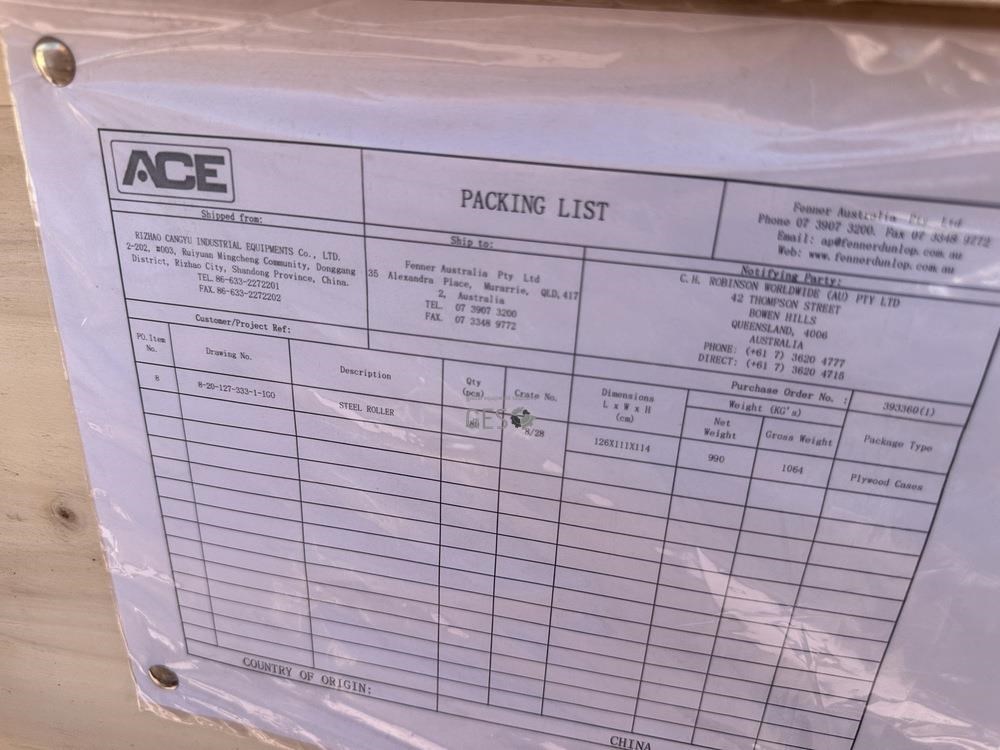 ACE
PACKING LIST
Fenner Australia Pty Ltd
Phone 07 3907 3200. Fax 07 3348 9772
Email: ap@fennerdunlop.com.au
Web: www.fennerdunlop.com.au
Shipped from:
RIZHAO CANGYU INDUSTRIAL EQUIPMENTS Co., LTD.
2-202, #003, Ruiyuan Mingcheng Community, Donggang
District, Rizhao City, Shandong Province, China.
TEL.86-633-2272201
FAX.86-633-2272202
Ship to:
Fenner Australia Pty Ltd
35 Alexandra Place, Murarrie, QLD,417
2, Australia
TEL. 07 3907 3200
FAX. 07 3348 9772
Notifying Party:
C.H. ROBINSON WORLDWIDE (AU) PTY LTD
42 THOMPSON STREET
BOWEN HILLS
QUEENSLAND, 4006
AUSTRALIA
PHONE: (+61 7) 3620 4777
DIRECT: (+61 7) 3620 4715
Customer/Project Ref:
Purchase Order No. : 393360(1)
PO.Item No. Drawing No. Description Qty (pcs) Crate No. Dimensions L x W x H (cm) Weight (KG's) Net Weight Gross Weight Package Type
8 8-20-127-333-1-1G0 STEEL ROLLER 8/28 126X111X114 990 1064 Plywood Cases
GES
COUNTRY OF ORIGIN:
CHINA